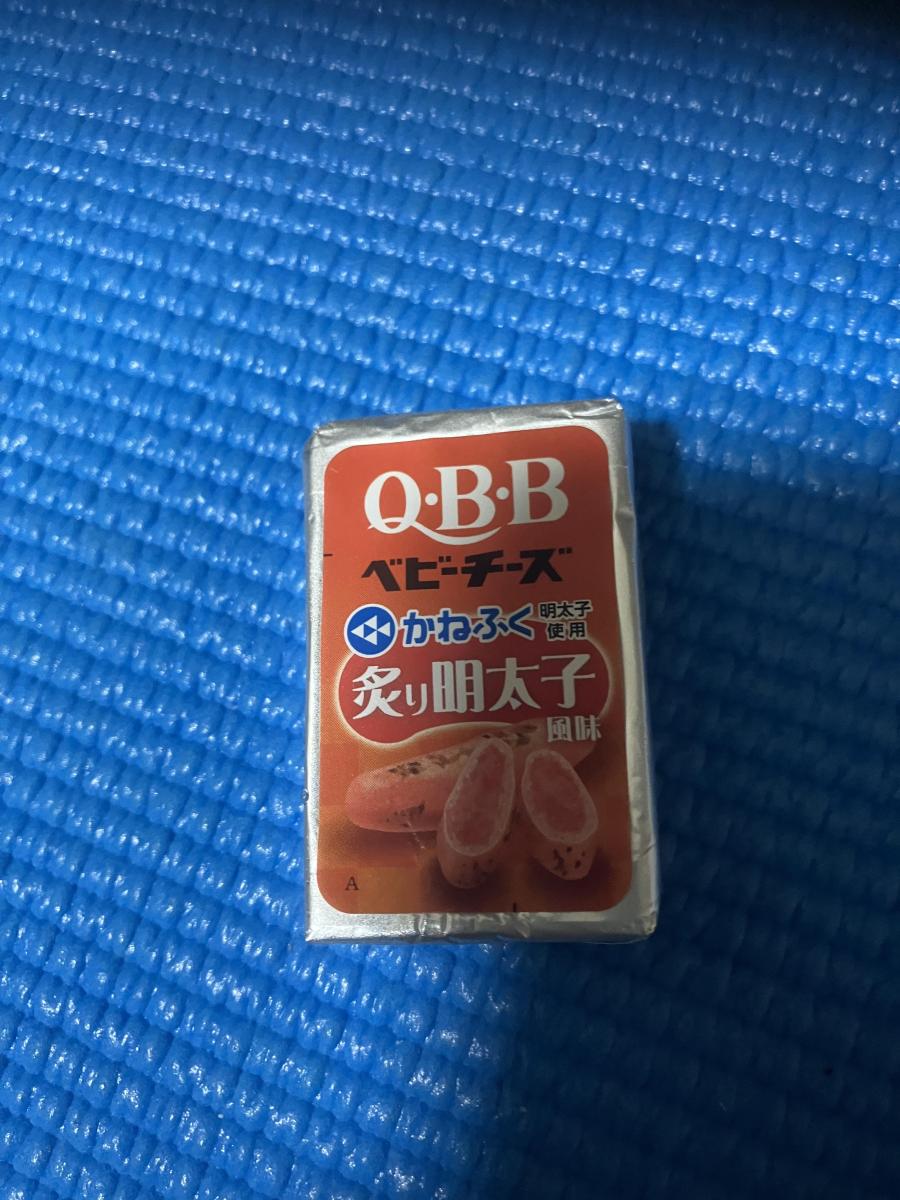 Q·B·B
ベビーチーズ
かねふく 明太子使用
炙り明太子
風味
A